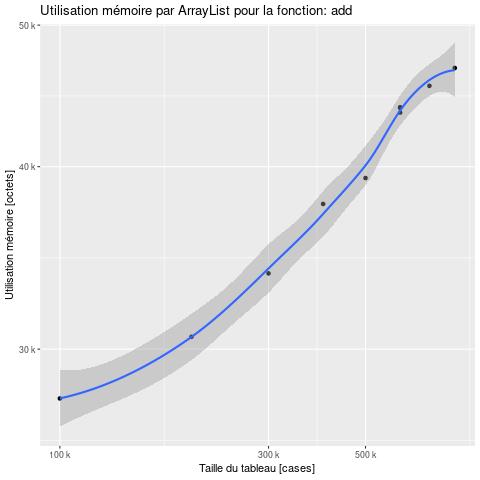 Utilisation mémoire par ArrayList pour la fonction: add
50 k
40 k
30 k
Utilisation mémoire [octets]
100 k
300 k
500 k
Taille du tableau [cases]